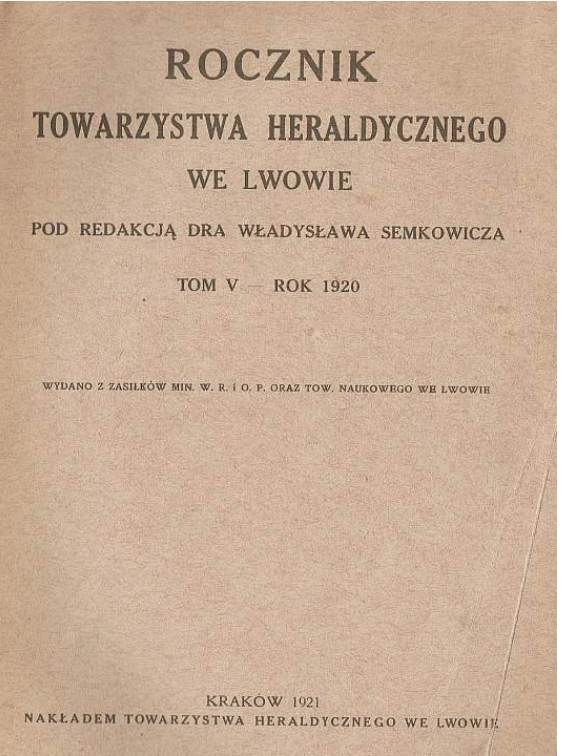 ROCZNIK
TOWARZYSTWA HERALDYCZNEGO
WE LWOWIE
POD REDAKCJĄ DRA WŁADYSŁAWA SEMKOWICZA
TOM V — ROK 1920
WYDANO Z ZASIŁKÓW MIN. W. R. i O. P. ORAZ TOW. NAUKOWEGO WE LWOWIE
KRAKÓW 1921
NAKŁADEM TOWARZYSTWA HERALDYCZNEGO WE LWOWIE